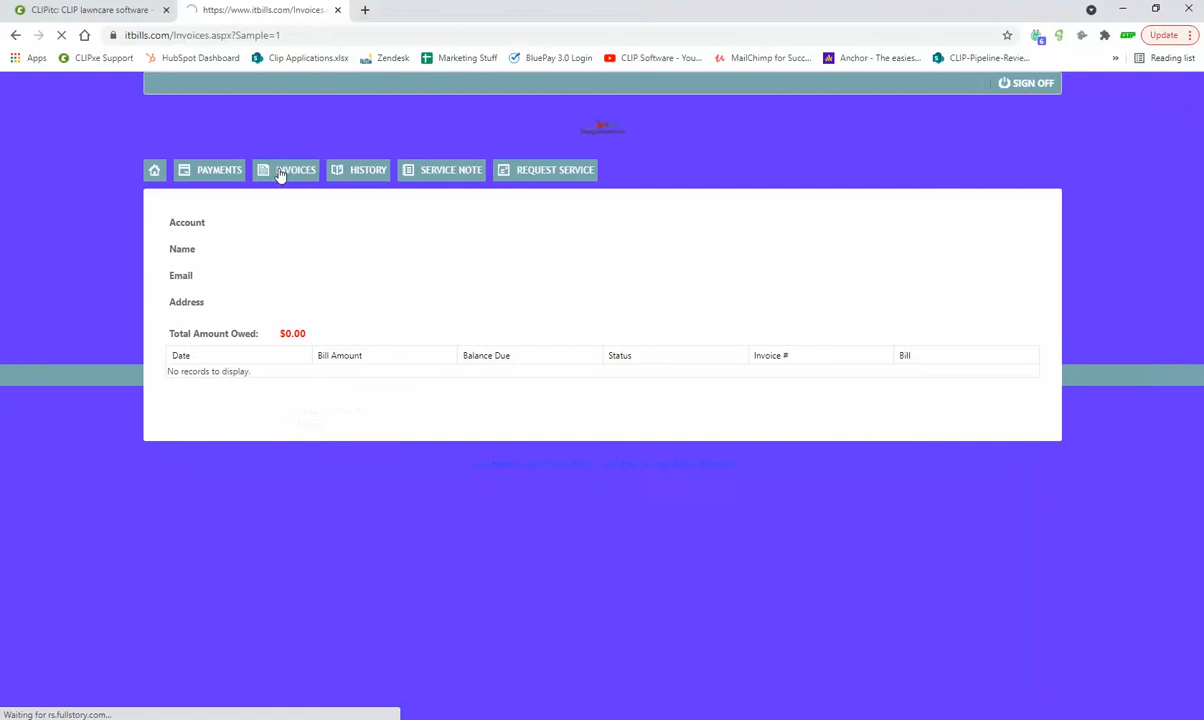 CLIPitc: CLIP lawncare software -
https://www.itbills.com/Invoices.
itbills.com/Invoices.aspx?Sample=1
Update
Apps
CLIPxe Support
HubSpot Dashboard
Clip Applications.xlsx
Zendesk
Marketing Stuff
BluePay 3.0 Login
CLIP Software - You...
MailChimp for Succ...
Anchor - The easies...
CLIP-Pipeline-Revie...
»
Reading list
SIGN OFF
PAYMENTS
INVOICES
HISTORY
SERVICE NOTE
REQUEST SERVICE
Account
Name
Email
Address
Total Amount Owed: $0.00
Date Bill Amount Balance Due Status Invoice # Bill
No records to display.
Waiting for rs.fullstory.com...